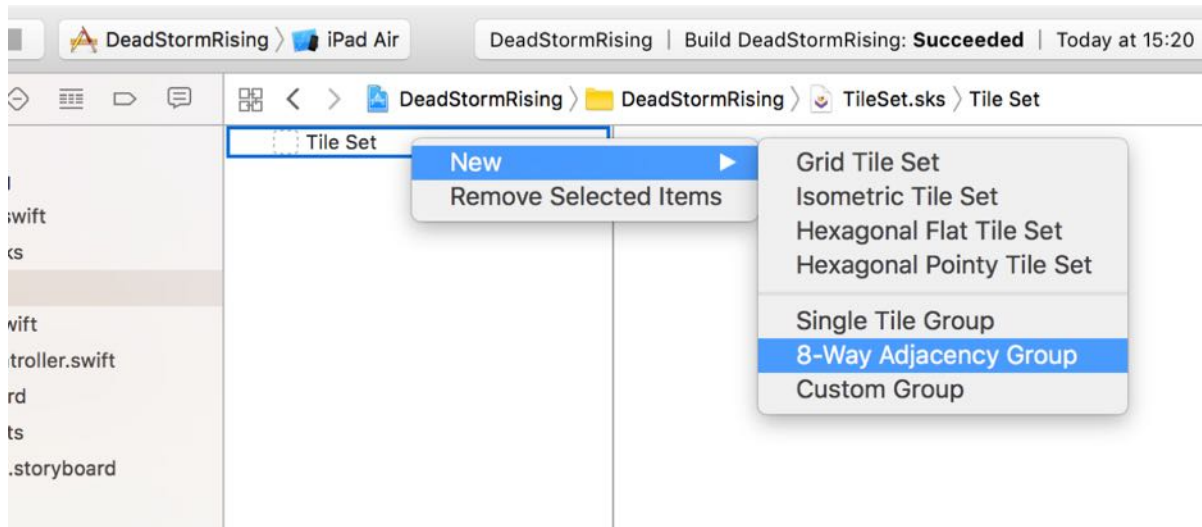 DeadStormRising 〉 iPad Air
DeadStormRising | Build DeadStormRising: Succeeded | Today at 15:20
DeadStormRising 〉 DeadStormRising 〉 TileSet.sks 〉 Tile Set
Tile Set
New
Remove Selected Items
Grid Tile Set
Isometric Tile Set
Hexagonal Flat Tile Set
Hexagonal Pointy Tile Set
Single Tile Group
8-Way Adjacency Group
Custom Group
.swift
ks
wift
troller.swift
rd
ts
.storyboard